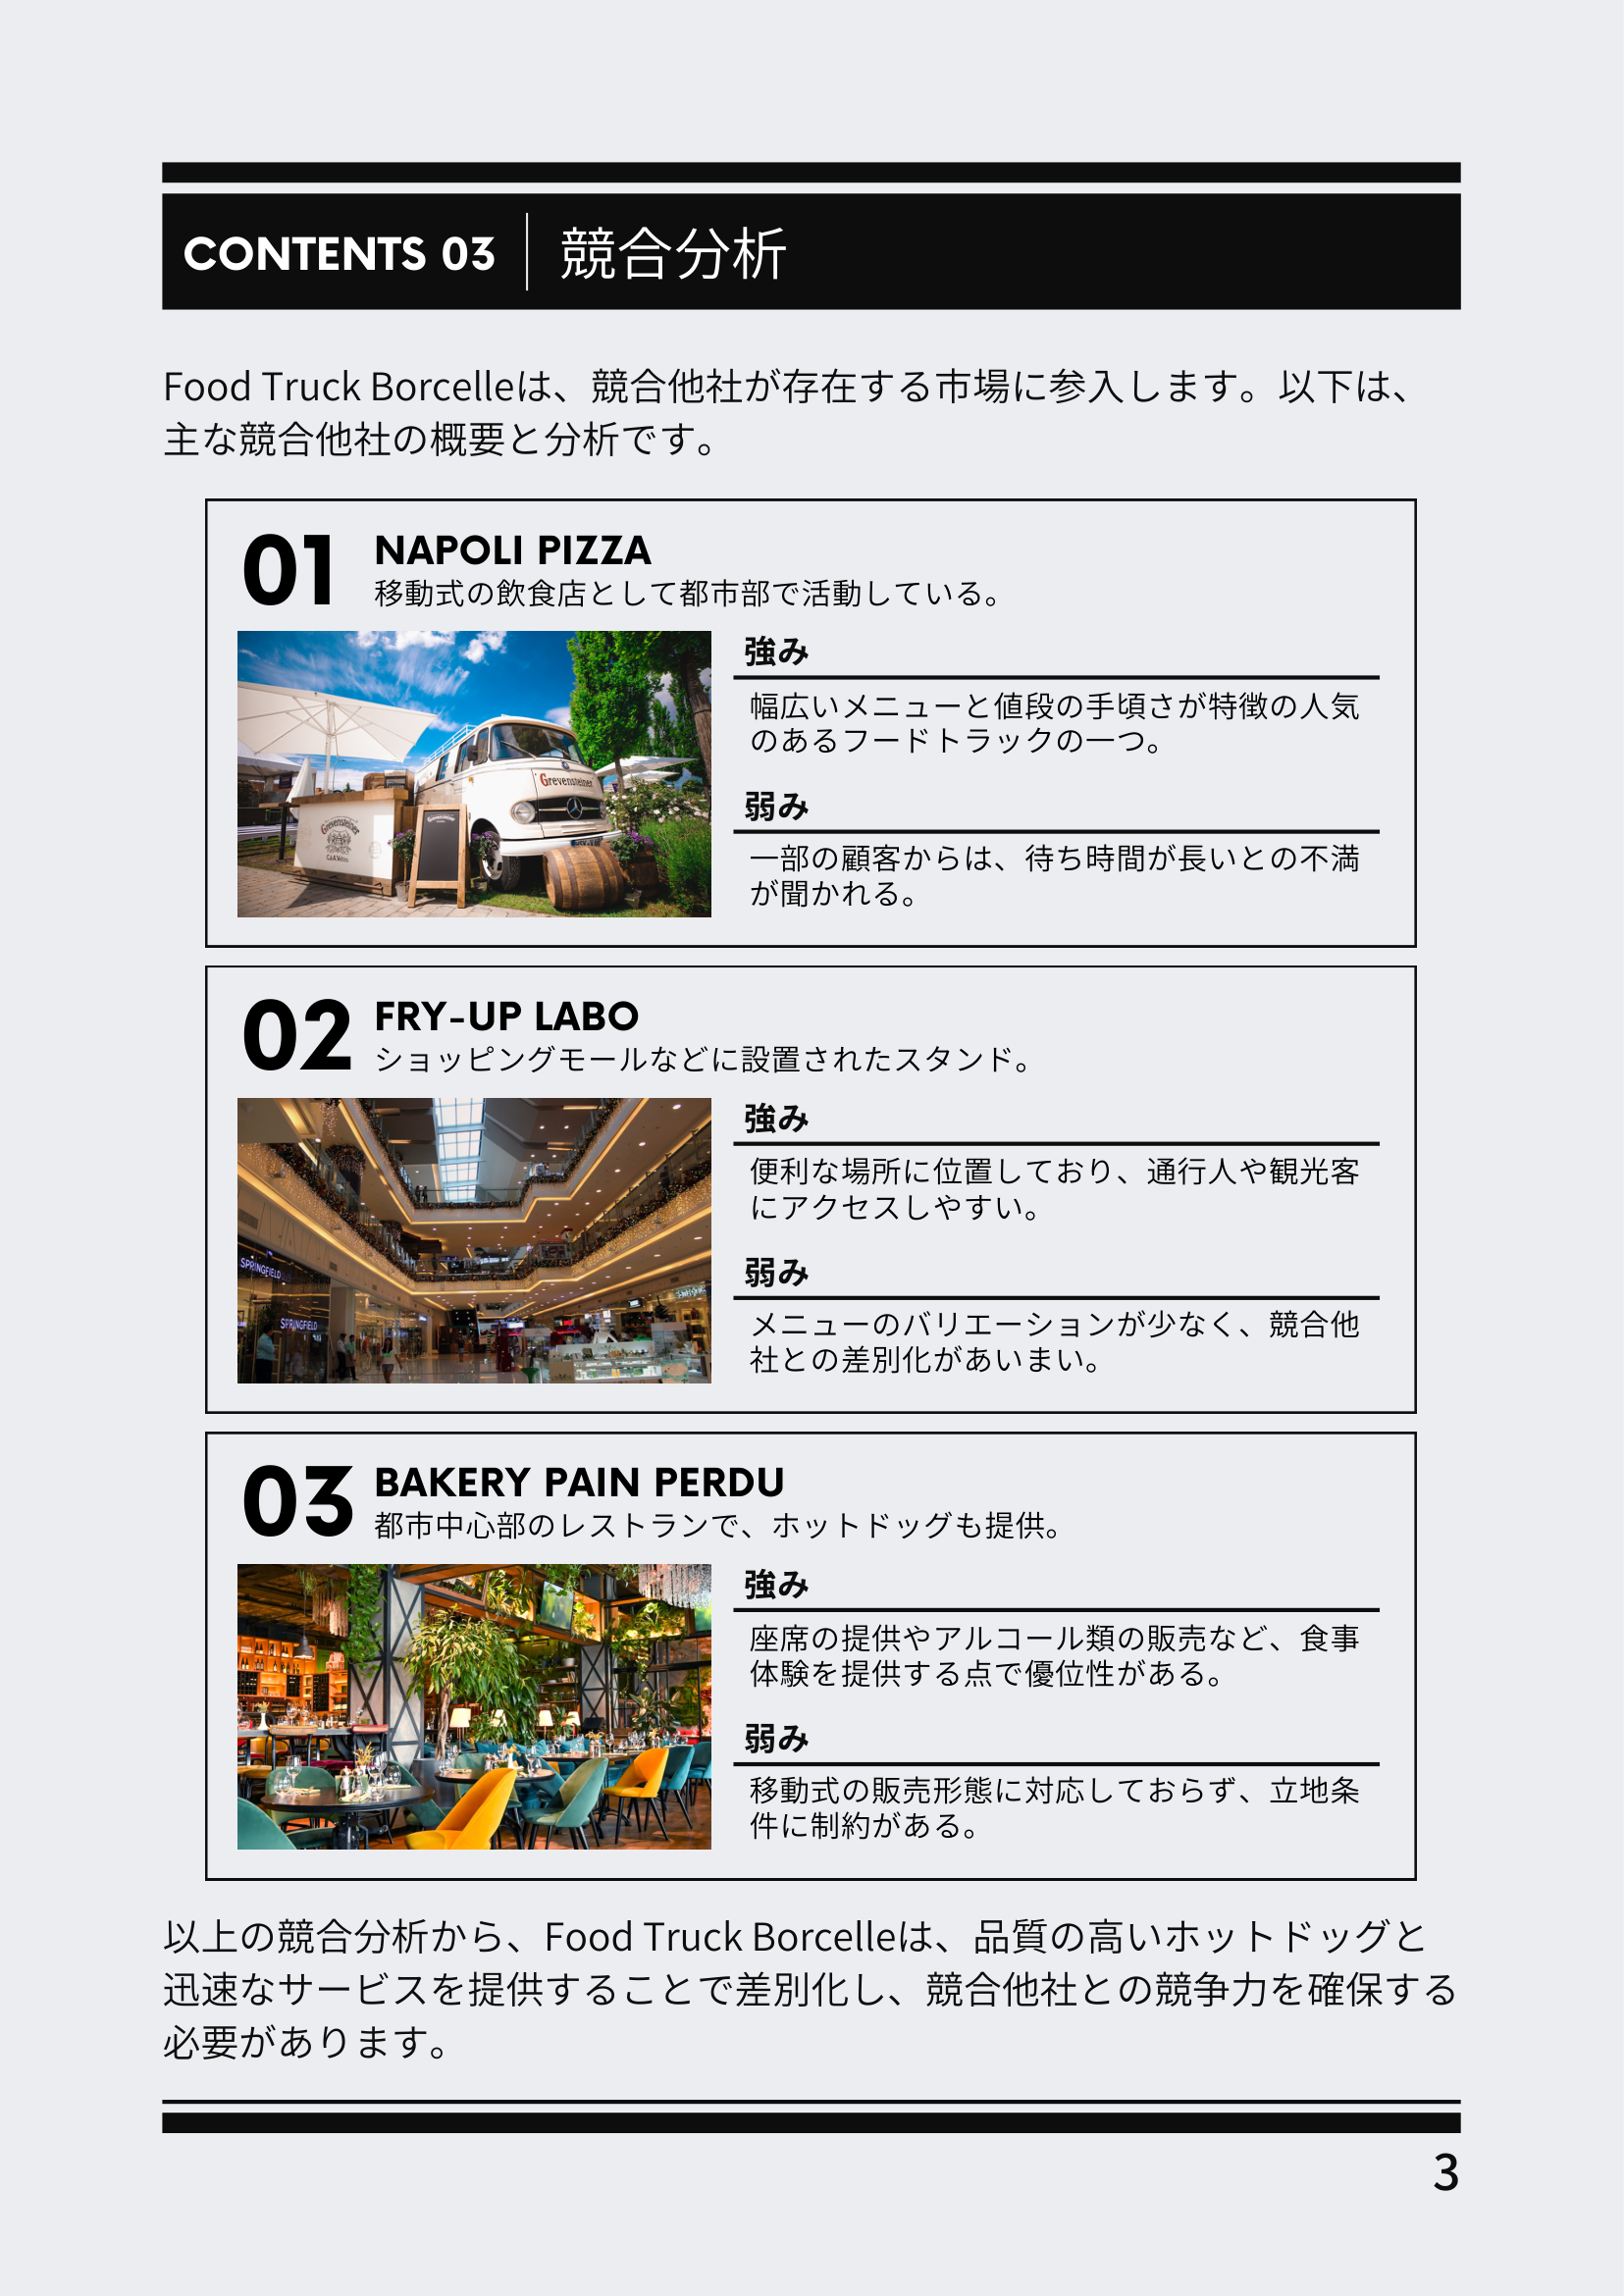 CONTENTS 03
競合分析
Food Truck Borcelleは、競合他社が存在する市場に参入します。以下は、
主な競合他社の概要と分析です。
01
NAPOLI PIZZA
移動式の飲食店として都市部で活動している。
Grevensteiner
Grevensteiner
強み
幅広いメニューと値段の手頃さが特徴の人気
のあるフードトラックの一つ。
弱み
一部の顧客からは、待ち時間が長いとの不満
が聞かれる。
02
FRY-UP LABO
ショッピングモールなどに設置されたスタンド。
SPRINGFIELD
SPRINGFIELD
強み
便利な場所に位置しており、通行人や観光客
にアクセスしやすい。
弱み
メニューのバリエーションが少なく、競合他
社との差別化があいまい。
03
BAKERY PAIN PERDU
都市中心部のレストランで、ホットドッグも提供。
強み
座席の提供やアルコール類の販売など、食事
体験を提供する点で優位性がある。
弱み
移動式の販売形態に対応しておらず、立地条
件に制約がある。
以上の競合分析から、Food Truck Borcelleは、品質の高いホットドッグと
迅速なサービスを提供することで差別化し、競合他社との競争力を確保する
必要があります。
3